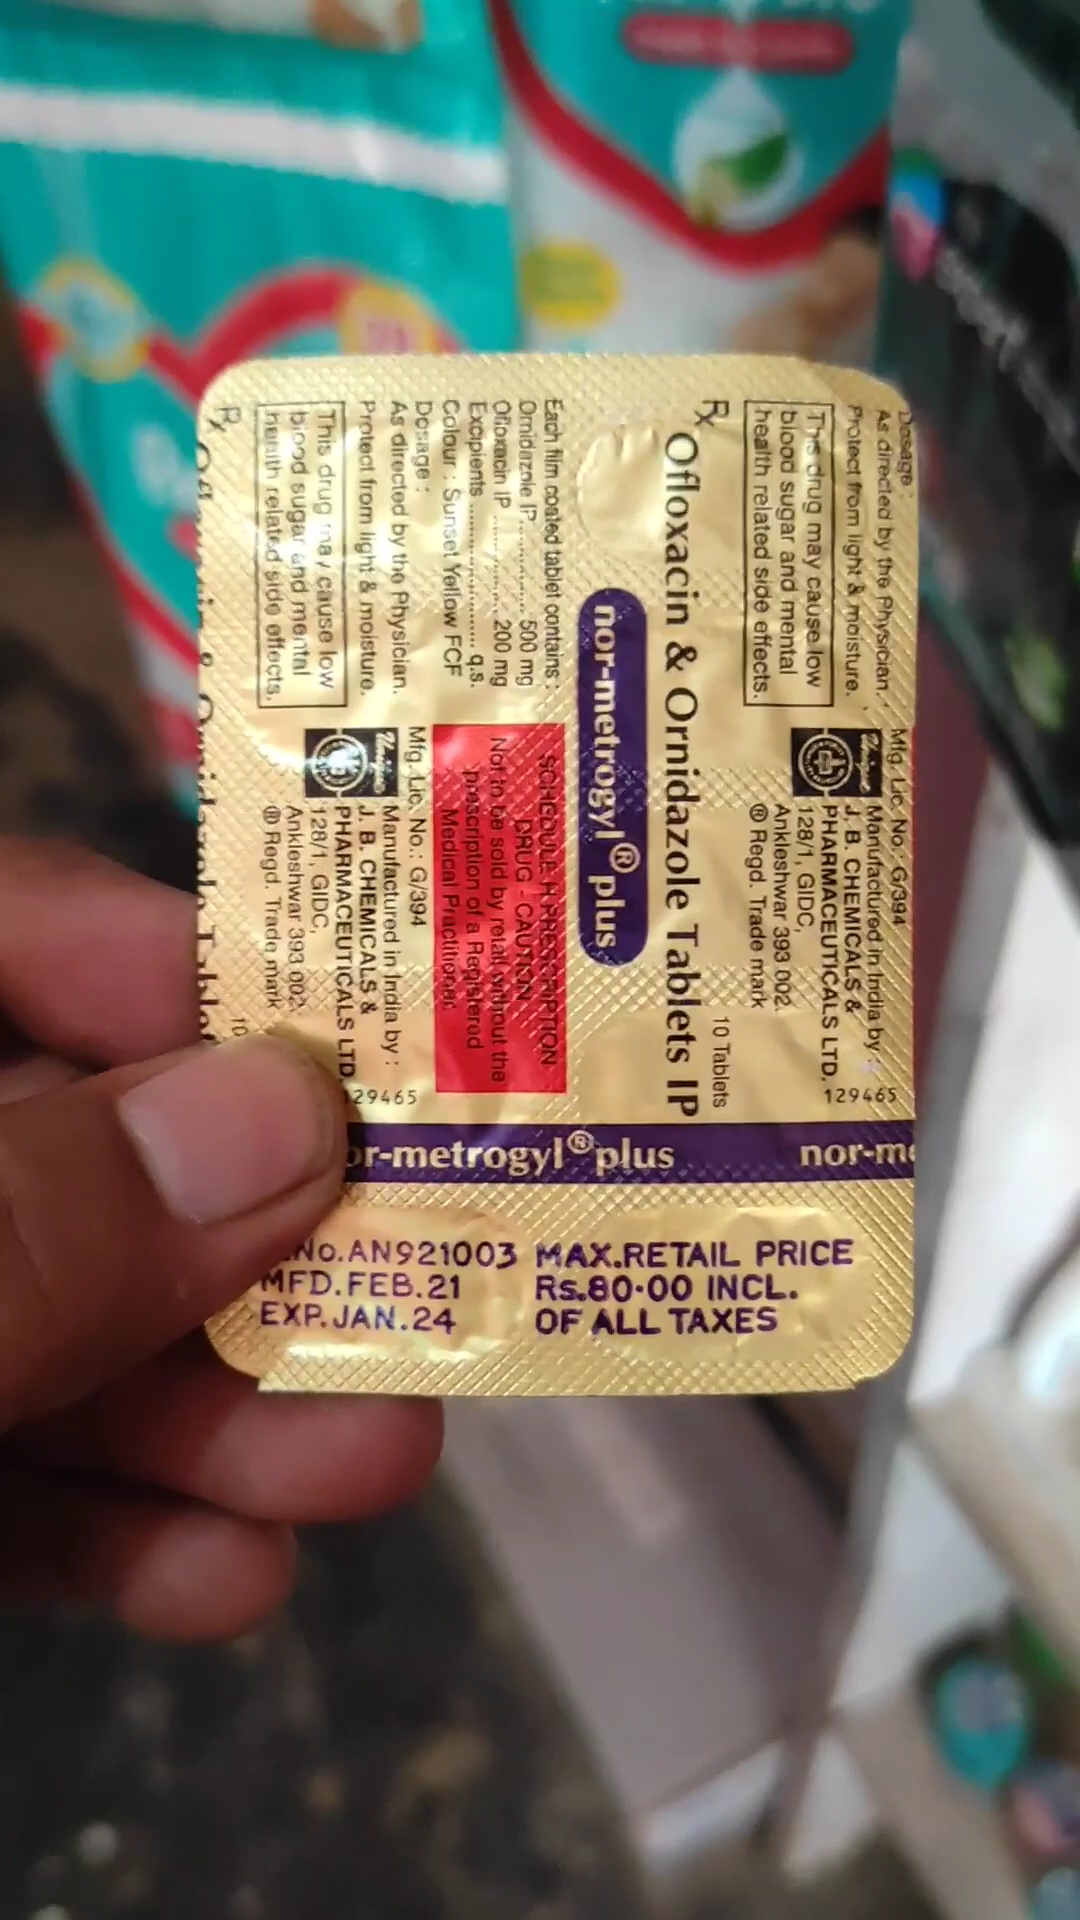 Dosage :
As directed by the Physician.
Protect from light & moisture.
This drug may cause low
blood sugar and mental
health related side effects.
Mfg. Lic. No.: G/394
Manufactured in India by :
J. B. CHEMICALS &
PHARMACEUTICALS LTD.
128/1, GIDC,
Ankleshwar 393 002.
® Regd. Trade mark
129465
Rx
10 Tablets
Ofloxacin & Ornidazole Tablets IP
nor-metrogyl® plus
Each film coated tablet contains :
Ornidazole IP.............. 500 mg
Ofloxacin IP ............... 200 mg
Excipients ..................... q.s.
Colour : Sunset Yellow FCF
Dosage :
As directed by the Physician.
Protect from light & moisture.
This drug may cause low
blood sugar and mental
health related side effects.
SCHEDULE H PRESCRIPTION
DRUG - CAUTION
Not to be sold by retail without the
prescription of a Registered
Medical Practitioner.
Mfg. Lic. No.: G/394
Manufactured in India by :
J. B. CHEMICALS &
PHARMACEUTICALS LTD.
128/1, GIDC,
Ankleshwar 393 002.
® Regd. Trade mark
129465
Rx
10
or-metrogyl® plus
nor-me
No.AN921003
MFD.FEB.21
EXP.JAN.24
MAX.RETAIL PRICE
Rs.80.00 INCL.
OF ALL TAXES